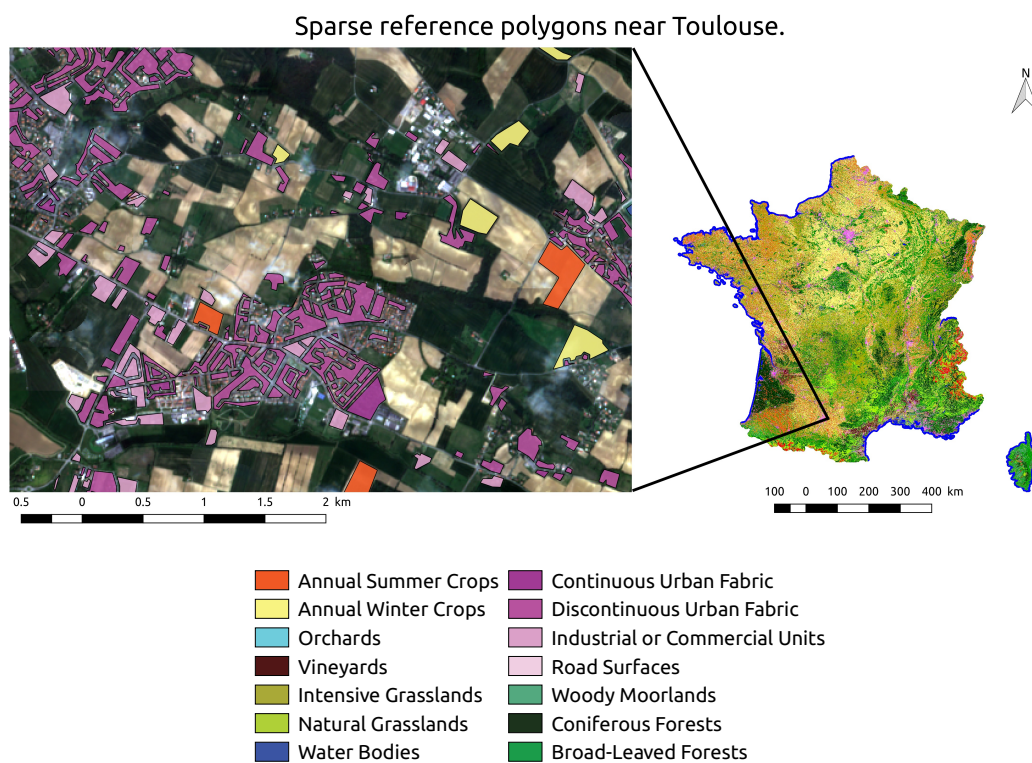 Sparse reference polygons near Toulouse.
N
0.5 0 0.5 1 1.5 2 km
100 0 100 200 300 400 km
Annual Summer Crops
Annual Winter Crops
Orchards
Vineyards
Intensive Grasslands
Natural Grasslands
Water Bodies
Continuous Urban Fabric
Discontinuous Urban Fabric
Industrial or Commercial Units
Road Surfaces
Woody Moorlands
Coniferous Forests
Broad-Leaved Forests